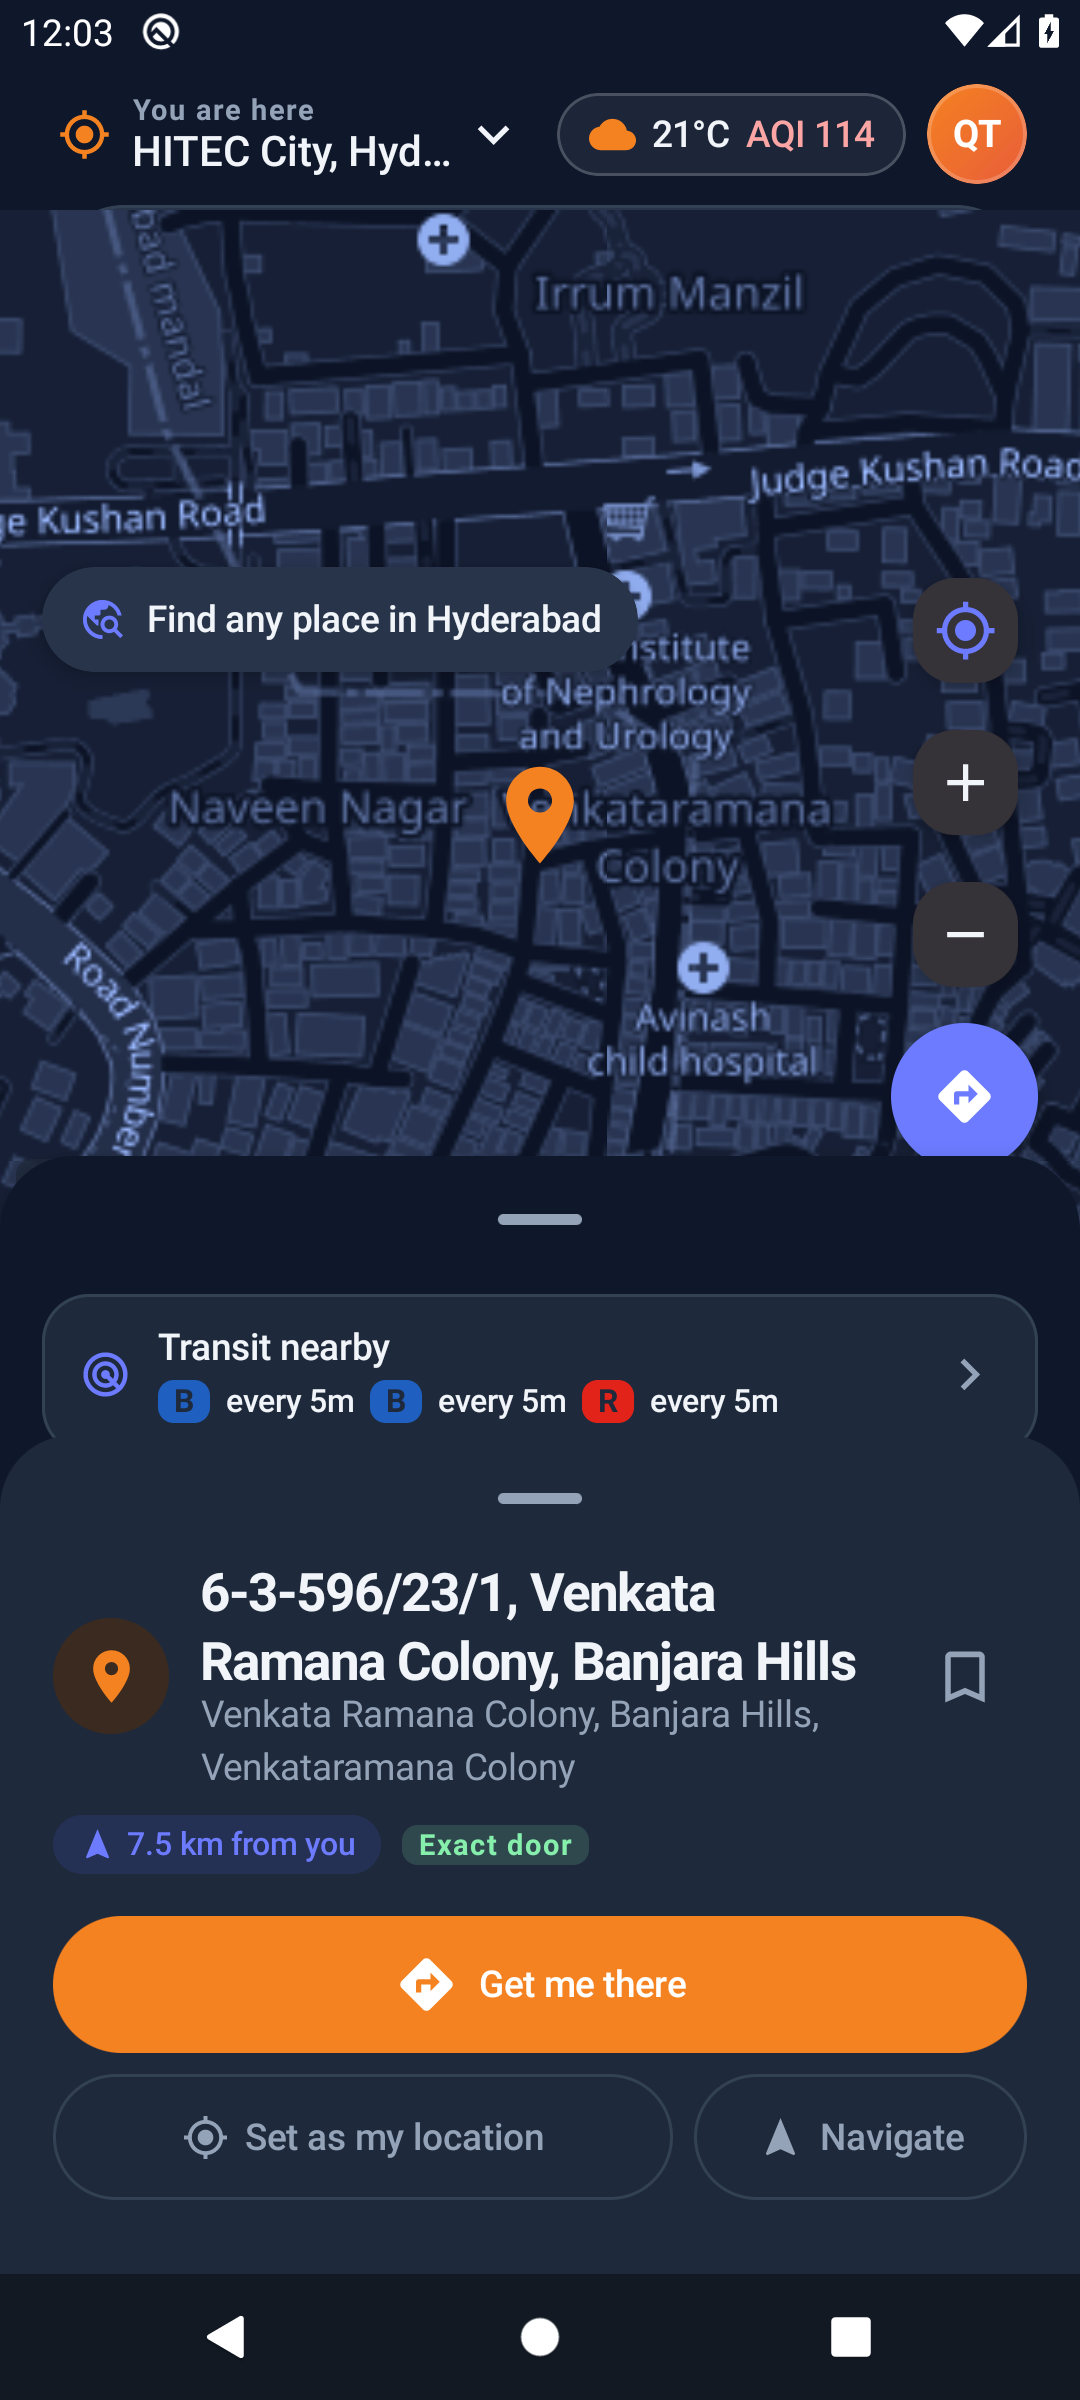 12:03
You are here
HITEC City, Hyd...
21°C AQI 114
QT
bad mandal
Irrum Manzil
Judge Kushan Road
ge Kushan Road
Find any place in Hyderabad
nstitute
of Nephrology
and Urology
Naveen Nagar
kataramana
Colony
Avinash
child hospital
Road Number
Transit nearby
B every 5m B every 5m R every 5m
6-3-596/23/1, Venkata
Ramana Colony, Banjara Hills
Venkata Ramana Colony, Banjara Hills,
Venkataramana Colony
7.5 km from you
Exact door
Get me there
Set as my location
Navigate